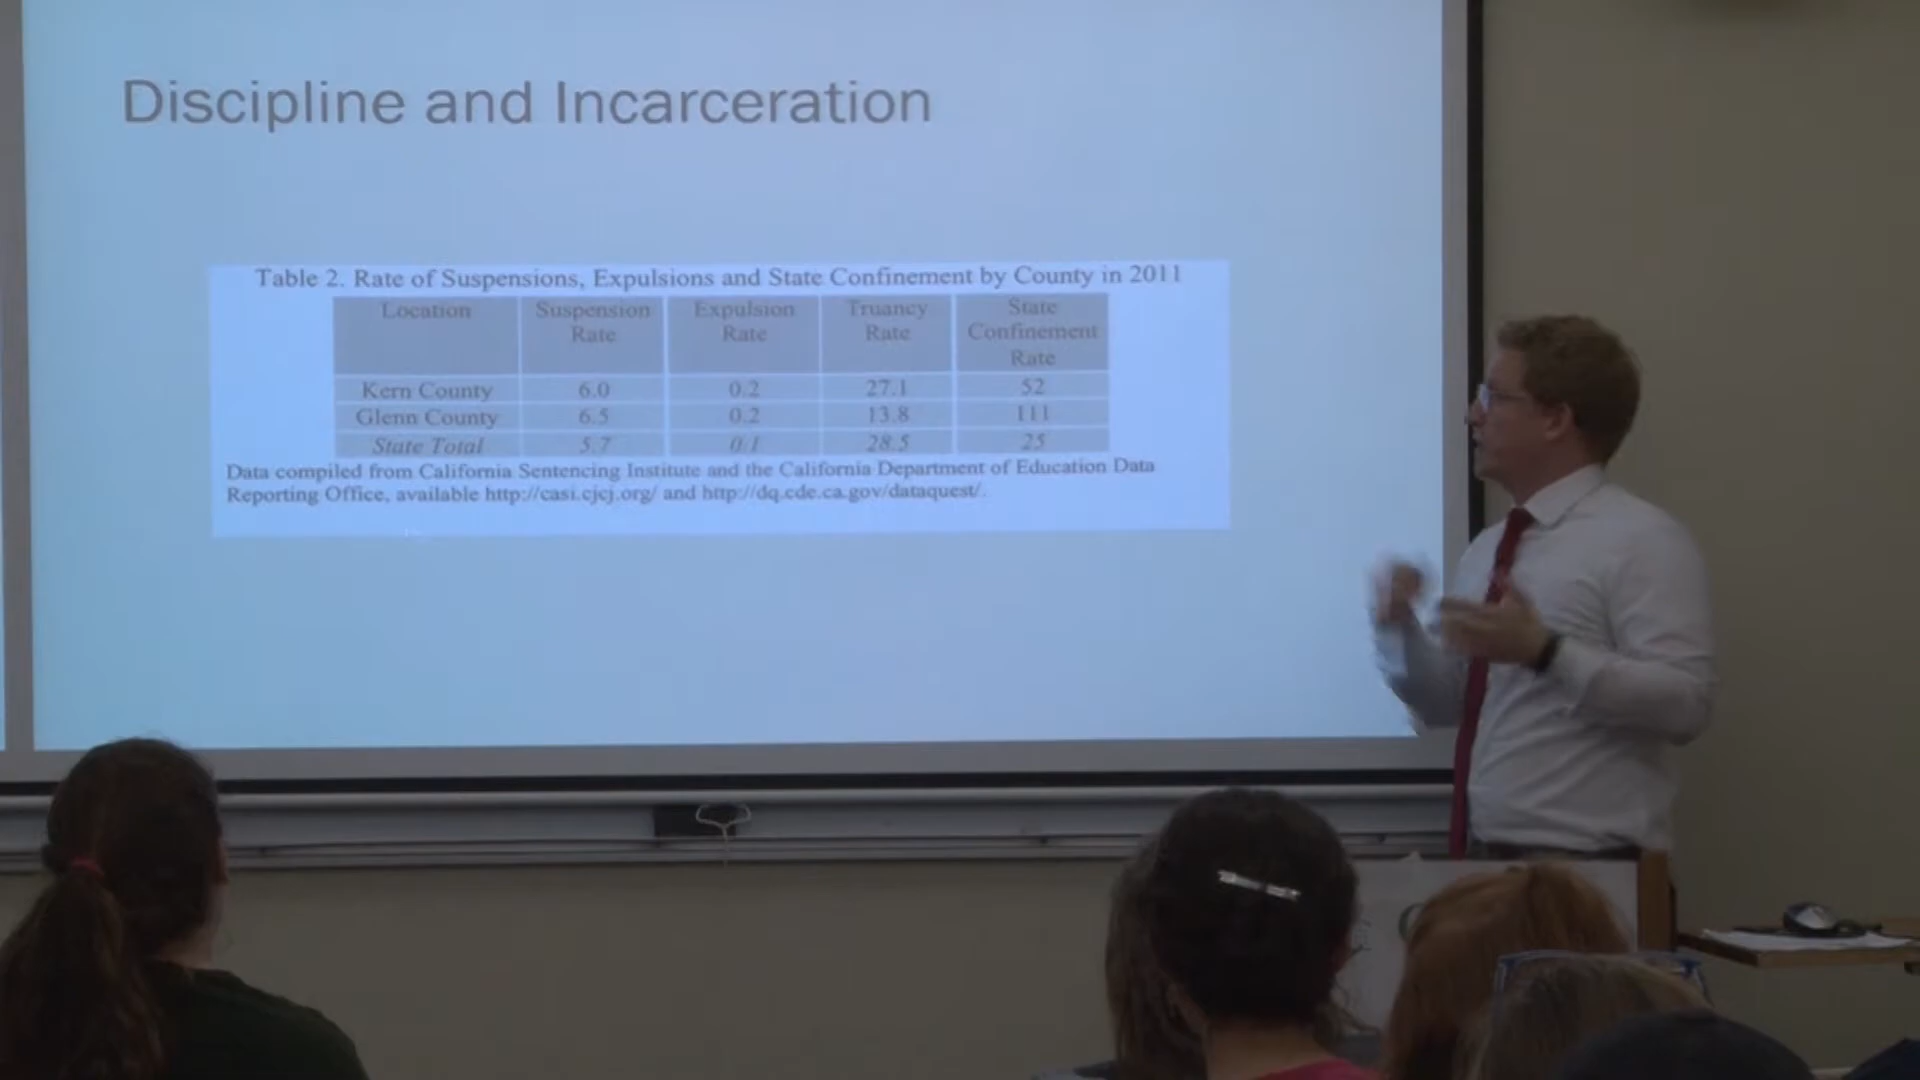 Discipline and Incarceration
Table 2. Rate of Suspensions, Expulsions and State Confinement by County in 2011
Location Suspension Rate Expulsion Rate Truancy Rate State Confinement Rate
Kern County 6.0 0.2 27.1 52
Glenn County 6.5 0.2 13.8 111
State Total 5.7 0.1 28.5 25
Data compiled from California Sentencing Institute and the California Department of Education Data
Reporting Office, available http://casi.cjcj.org/ and http://dq.cde.ca.gov/dataquest/.